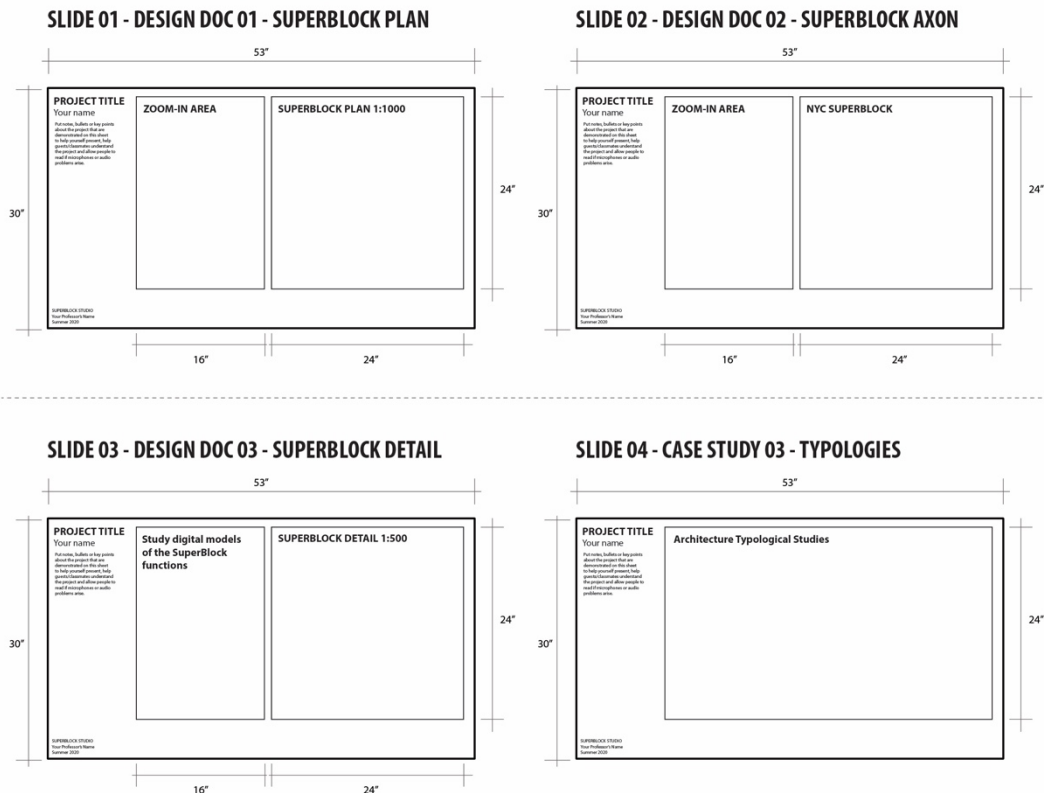 SLIDE 01 - DESIGN DOC 01 - SUPERBLOCK PLAN
53"
PROJECT TITLE
Your name
Put notes, bullets or key points
about the project that are
demonstrated on this sheet
to help yourself present, help
guests/classmates understand
the project and allow people to
read if microphones or audio
problems arise.
ZOOM-IN AREA
SUPERBLOCK PLAN 1:1000
24"
30"
SUPERBLOCK STUDIO
Your Professor's Name
Summer 2020
16"
24"
SLIDE 02 - DESIGN DOC 02 - SUPERBLOCK AXON
53"
PROJECT TITLE
Your name
Put notes, bullets or key points
about the project that are
demonstrated on this sheet
to help yourself present, help
guests/classmates understand
the project and allow people to
read if microphones or audio
problems arise.
ZOOM-IN AREA
NYC SUPERBLOCK
24"
30"
SUPERBLOCK STUDIO
Your Professor's Name
Summer 2020
16"
24"
SLIDE 03 - DESIGN DOC 03 - SUPERBLOCK DETAIL
53"
PROJECT TITLE
Your name
Put notes, bullets or key points
about the project that are
demonstrated on this sheet
to help yourself present, help
guests/classmates understand
the project and allow people to
read if microphones or audio
problems arise.
Study digital models
of the SuperBlock
functions
SUPERBLOCK DETAIL 1:500
24"
30"
SUPERBLOCK STUDIO
Your Professor's Name
Summer 2020
16"
24"
SLIDE 04 - CASE STUDY 03 - TYPOLOGIES
53"
PROJECT TITLE
Your name
Put notes, bullets or key points
about the project that are
demonstrated on this sheet
to help yourself present, help
guests/classmates understand
the project and allow people to
read if microphones or audio
problems arise.
Architecture Typological Studies
24"
30"
SUPERBLOCK STUDIO
Your Professor's Name
Summer 2020